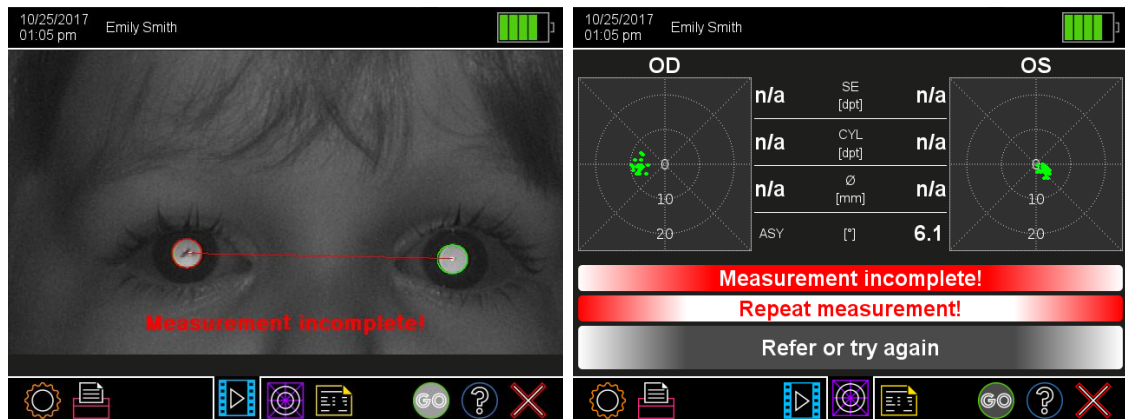 10/25/2017
01:05 pm
Emily Smith
Measurement incomplete!
GO
?
10/25/2017
01:05 pm
Emily Smith
OD
OS
n/a SE [dpt] n/a
n/a CYL [dpt] n/a
n/a Ø [mm] n/a
ASY [°] 6.1
0
10
20
0
10
20
Measurement incomplete!
Repeat measurement!
Refer or try again
GO
?